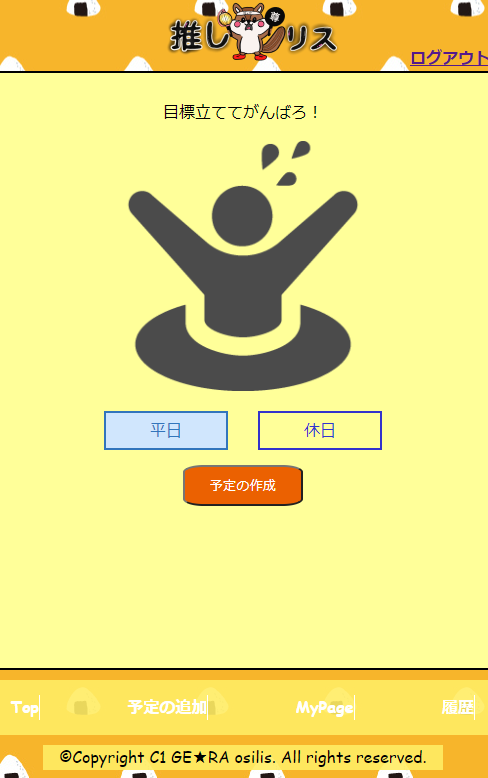 推し リス
尊
ログアウト
目標立ててがんばろ！
平日 休日
予定の作成
Top 予定の追加 MyPage 履歴
©Copyright C1 GE★RA osilis. All rights reserved.